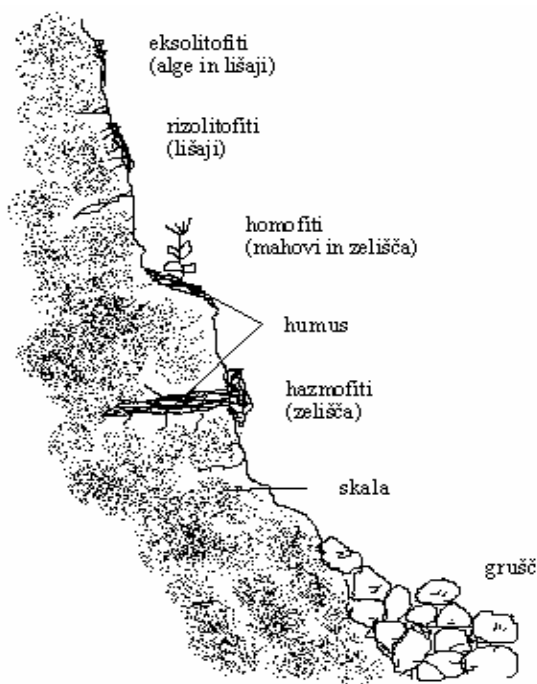 eksolitofiti
(alge in lišaji)
rizolitofiti
(lišaji)
homofiti
(mahovi in zelišča)
humus
hazmofiti
(zelišča)
skala
grušč